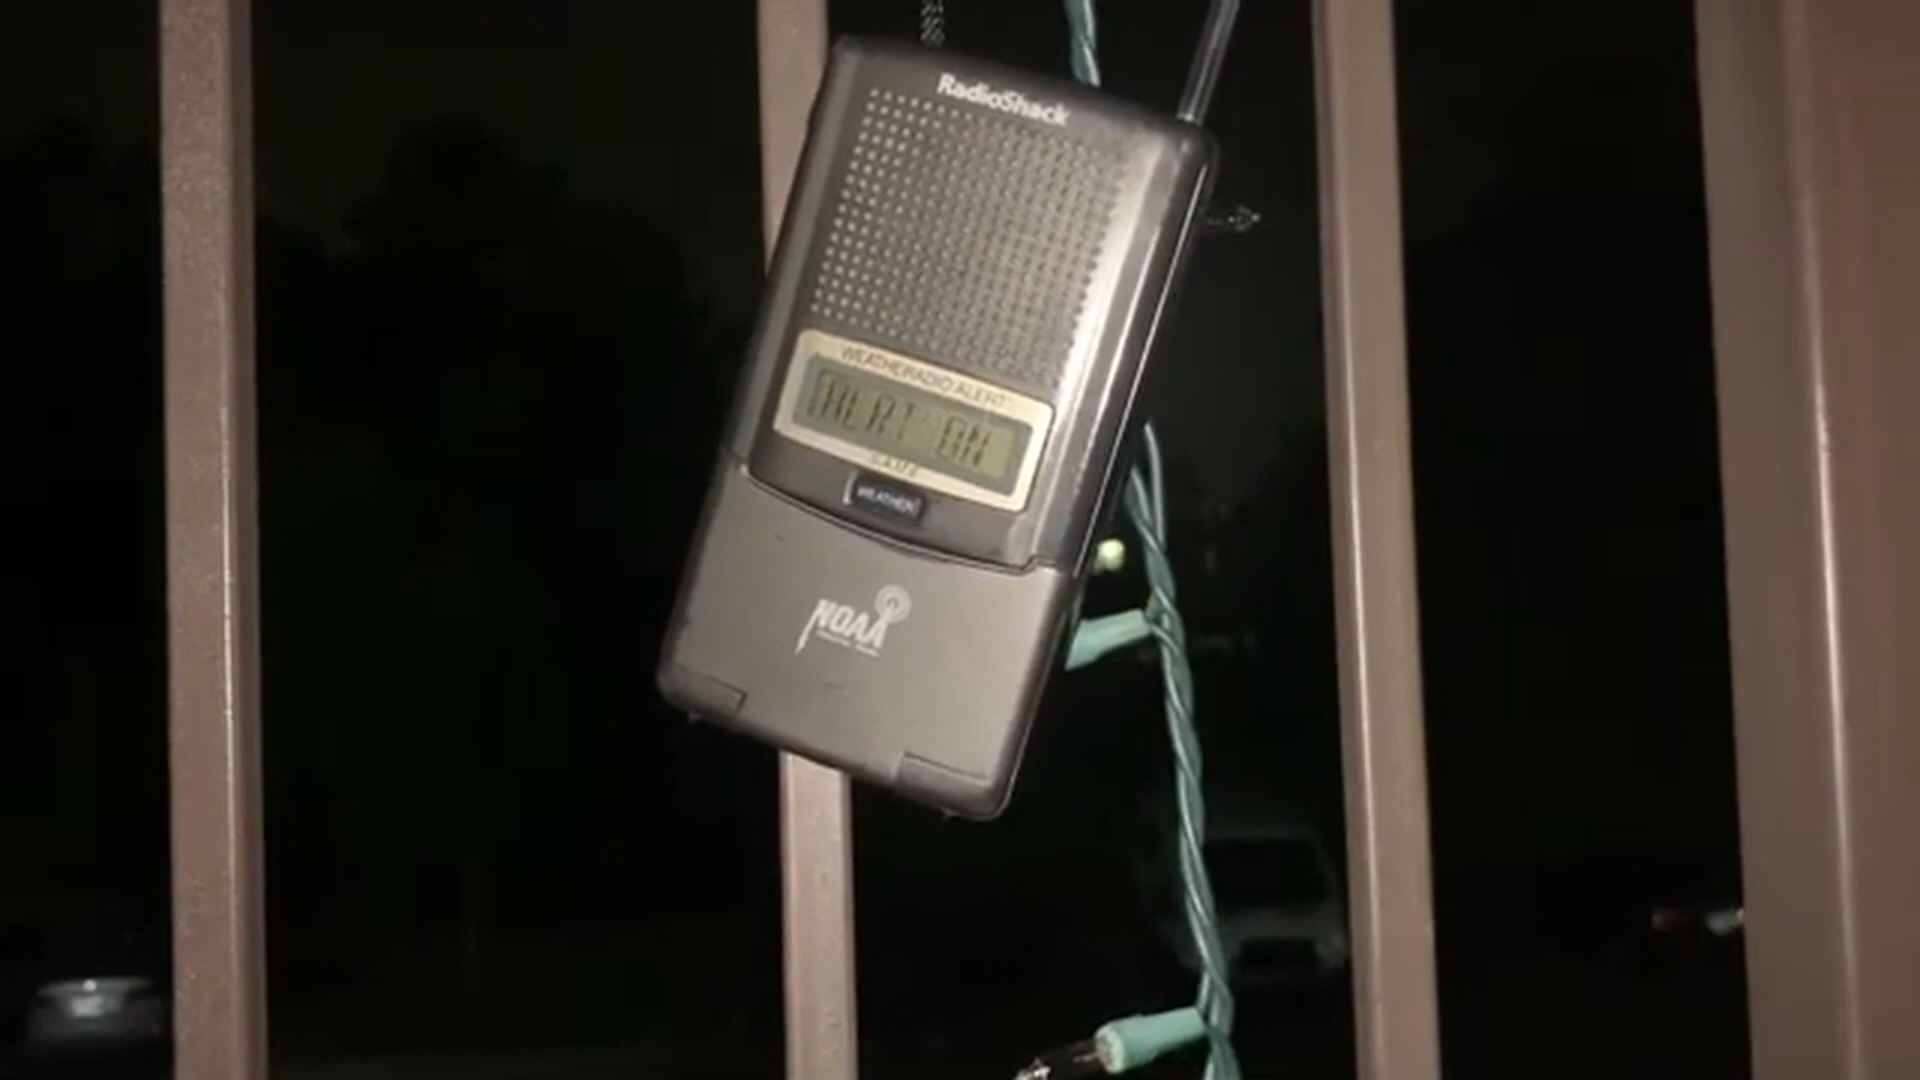 RadioShack
WEATHERADIO ALERT
ALERT ON
S.A.M.E.
WEATHER
NOAA